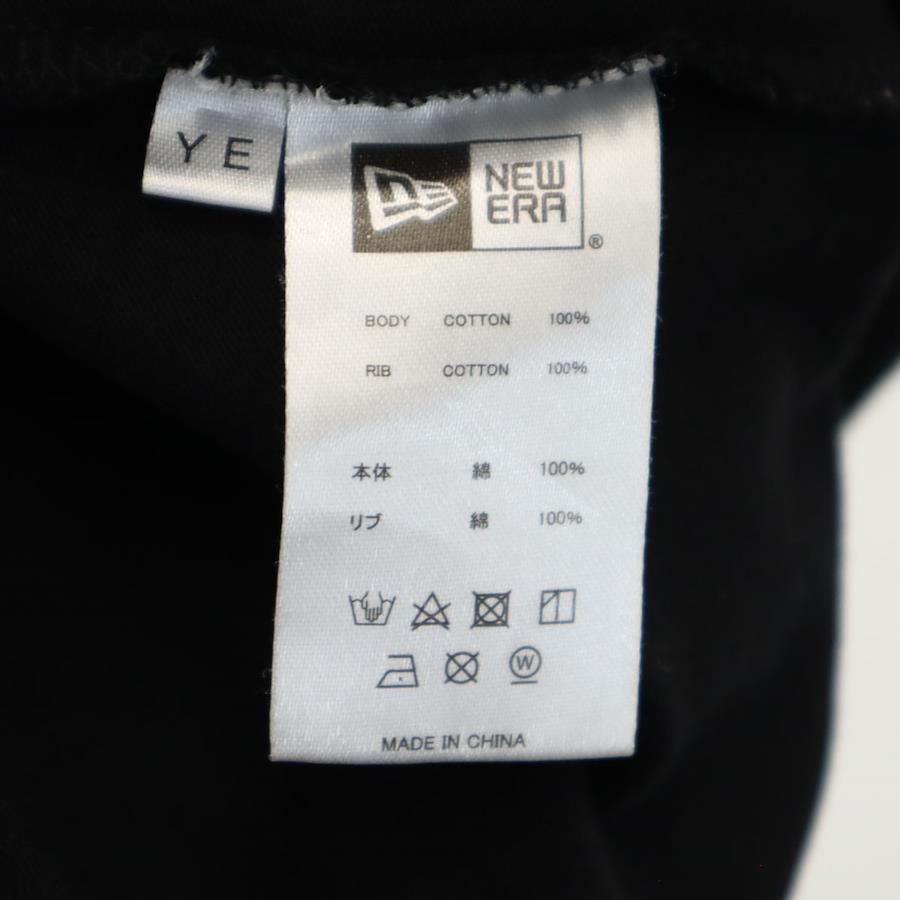 YE
NEW
ERA
®
BODY COTTON 100%
RIB COTTON 100%
本体 綿 100%
リブ 綿 100%
W
MADE IN CHINA